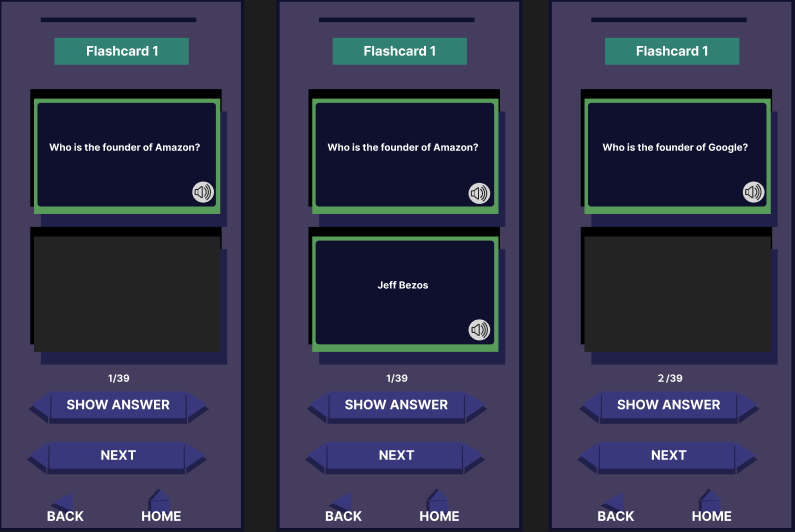 Flashcard 1
Who is the founder of Amazon?
1/39
SHOW ANSWER
NEXT
BACK
HOME
Flashcard 1
Who is the founder of Amazon?
Jeff Bezos
1/39
SHOW ANSWER
NEXT
BACK
HOME
Flashcard 1
Who is the founder of Google?
2 /39
SHOW ANSWER
NEXT
BACK
HOME